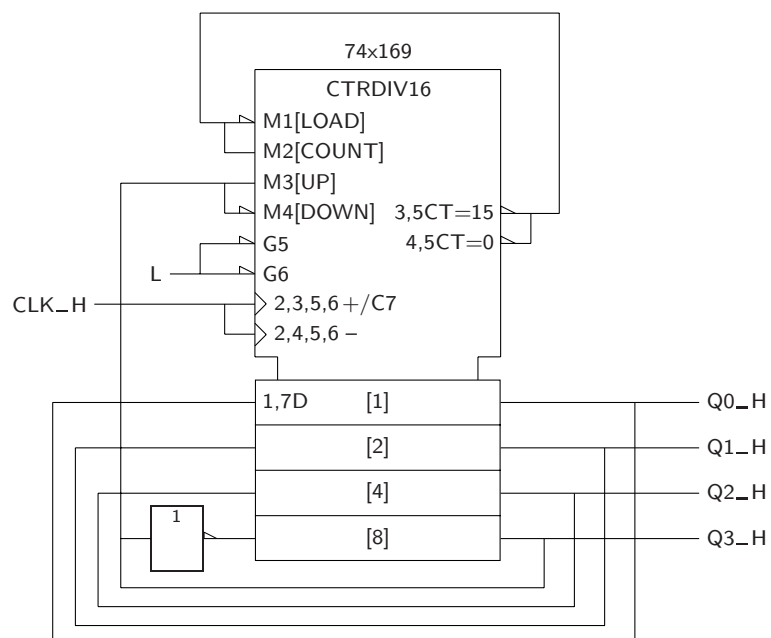 74x169
CTRDIV16
M1[LOAD]
M2[COUNT]
M3[UP]
M4[DOWN] 3,5CT=15
G5 4,5CT=0
L G6
CLK_H 2,3,5,6+/C7
2,4,5,6–
1,7D [1] Q0_H
[2] Q1_H
[4] Q2_H
1
[8] Q3_H